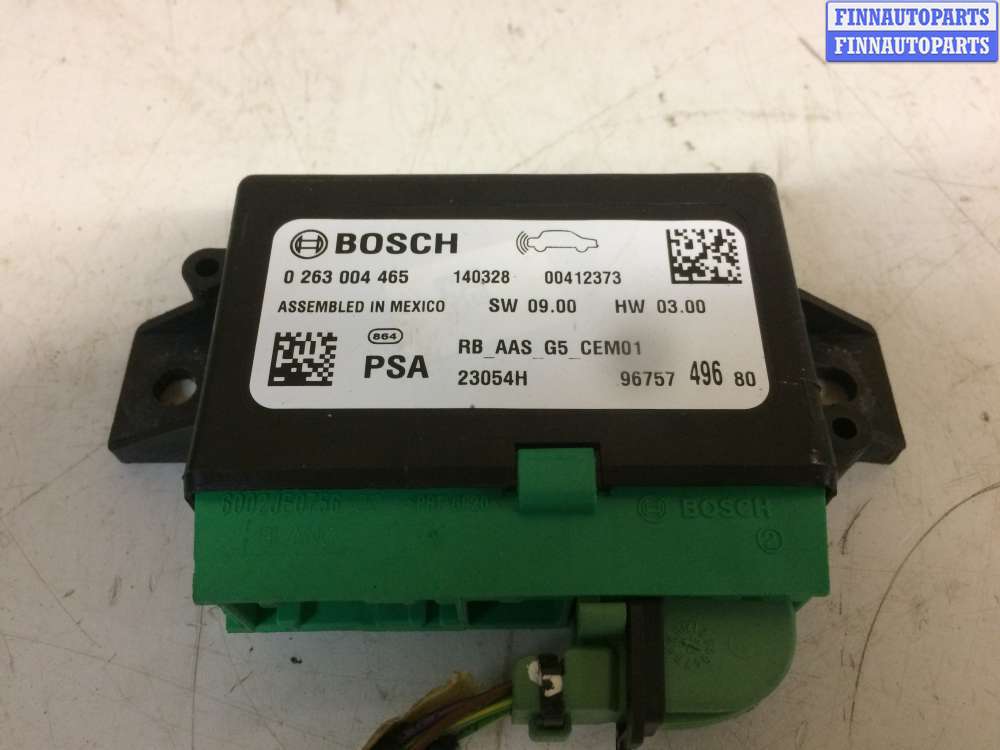 FINNAUTOPARTS
FINNAUTOPARTS
BOSCH
0 263 004 465 140328 00412373
ASSEMBLED IN MEXICO SW 09.00 HW 03.00
864 RB_AAS_G5_CEM01
PSA 23054H 96757 496 80
BOSCH
2